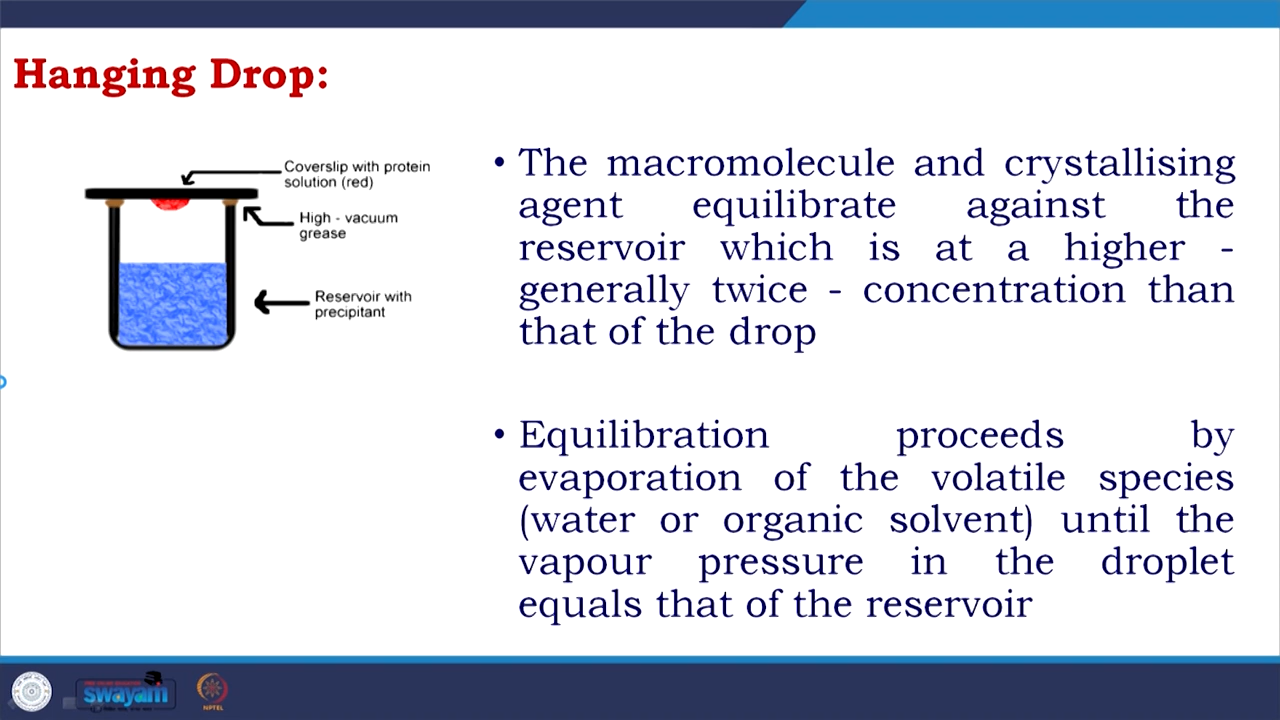 Hanging Drop:
Coverslip with protein
solution (red)
High - vacuum
grease
Reservoir with
precipitant
• The macromolecule and crystallising
agent equilibrate against the
reservoir which is at a higher -
generally twice - concentration than
that of the drop
• Equilibration proceeds by
evaporation of the volatile species
(water or organic solvent) until the
vapour pressure in the droplet
equals that of the reservoir
swayam
NPTEL